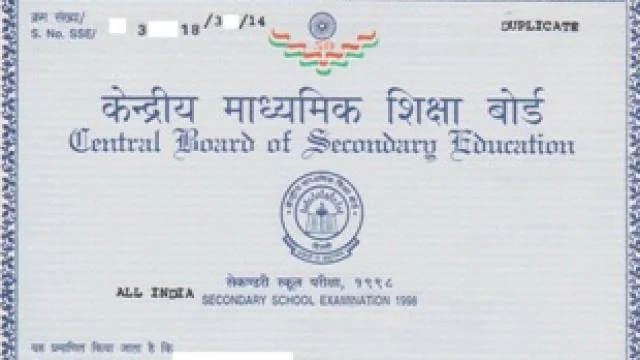 क्रम संख्या/ DUPLICATE
S. No. SSE/ 3 18 /3 /14
50
केन्द्रीय माध्यमिक शिक्षा बोर्ड
Central Board of Secondary Education
सेकण्डरी स्कूल परीक्षा, १९९८
ALL INDIA SECONDARY SCHOOL EXAMINATION 1998
यह प्रमाणित किया जाता है कि